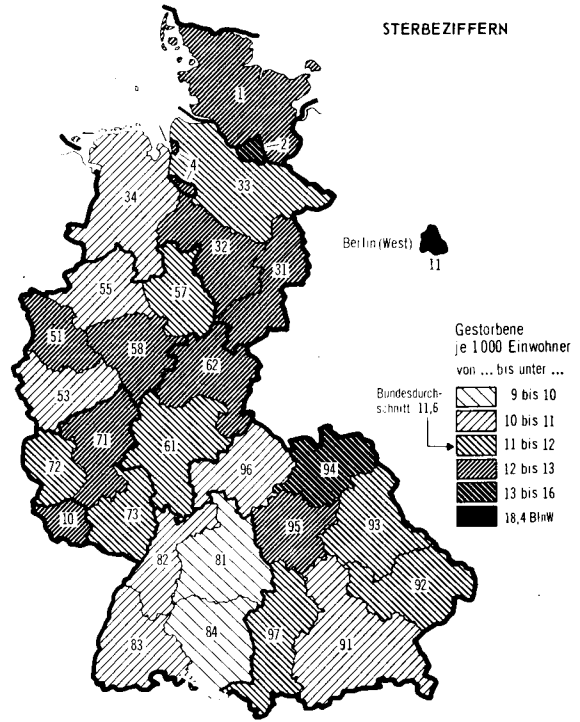 STERBEZIFFERN
1
2
4
33
34
32
31
Berlin (West)
11
55
57
51
58
62
53
71
61
72
73
10
96
94
95
93
92
82
81
83
84
97
91
Gestorbene
je 1000 Einwohner
von ... bis unter ...
Bundesdurch-
schnitt 11,6
9 bis 10
10 bis 11
11 bis 12
12 bis 13
13 bis 16
18,4 BlnW